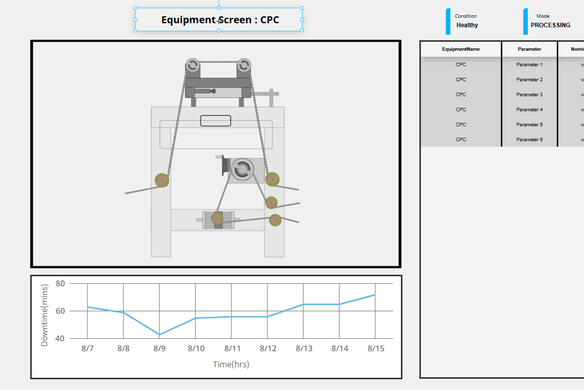 Equipment Screen : CPC
Condition
Healthy
Mode
PROCESSING
EquipmentName Parameter
CPC Parameter 1
CPC Parameter 2
CPC Parameter 3
CPC Parameter 4
CPC Parameter 5
CPC Parameter 6
Downtime(mins)
80
60
40
8/7 8/8 8/9 8/10 8/11 8/12 8/13 8/14 8/15
Time(hrs)